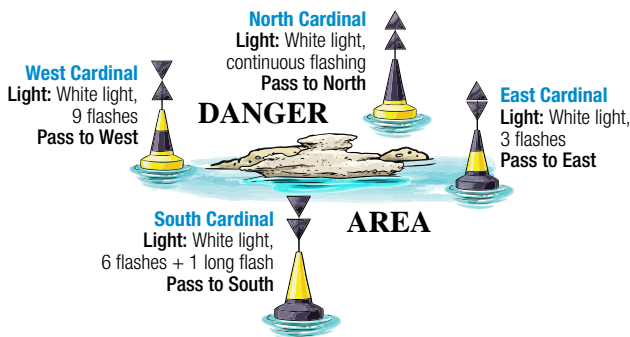 North Cardinal
Light: White light,
continuous flashing
Pass to North
West Cardinal
Light: White light,
9 flashes
Pass to West
DANGER
East Cardinal
Light: White light,
3 flashes
Pass to East
South Cardinal
Light: White light,
6 flashes + 1 long flash
Pass to South
AREA